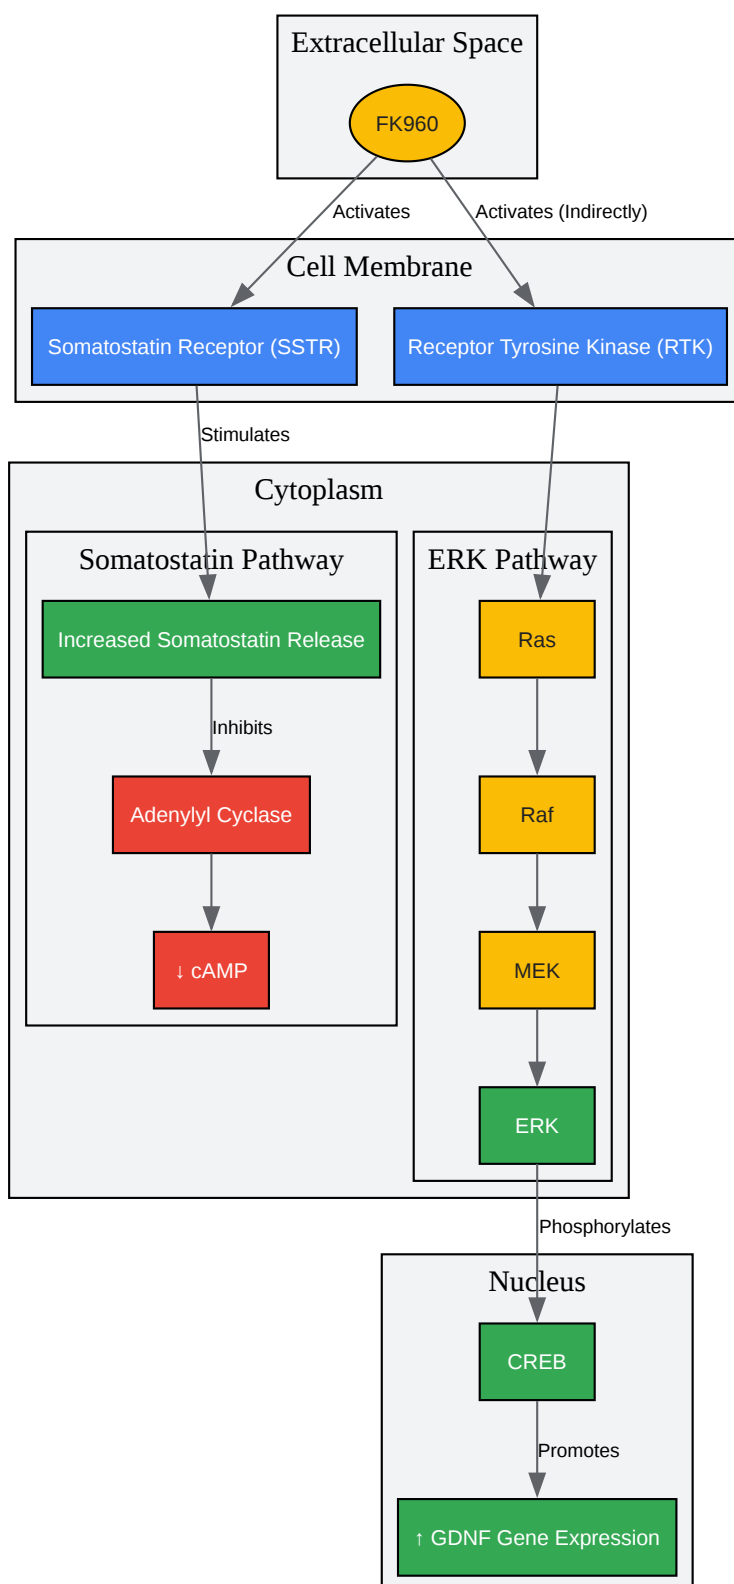 Extracellular Space
FK960
Activates
Activates (Indirectly)
Cell Membrane
Somatostatin Receptor (SSTR)
Receptor Tyrosine Kinase (RTK)
Stimulates
Cytoplasm
Somatostatin Pathway
ERK Pathway
Increased Somatostatin Release
Ras
Inhibits
Adenylyl Cyclase
Raf
↓ cAMP
MEK
ERK
Phosphorylates
Nucleus
CREB
Promotes
↑ GDNF Gene Expression